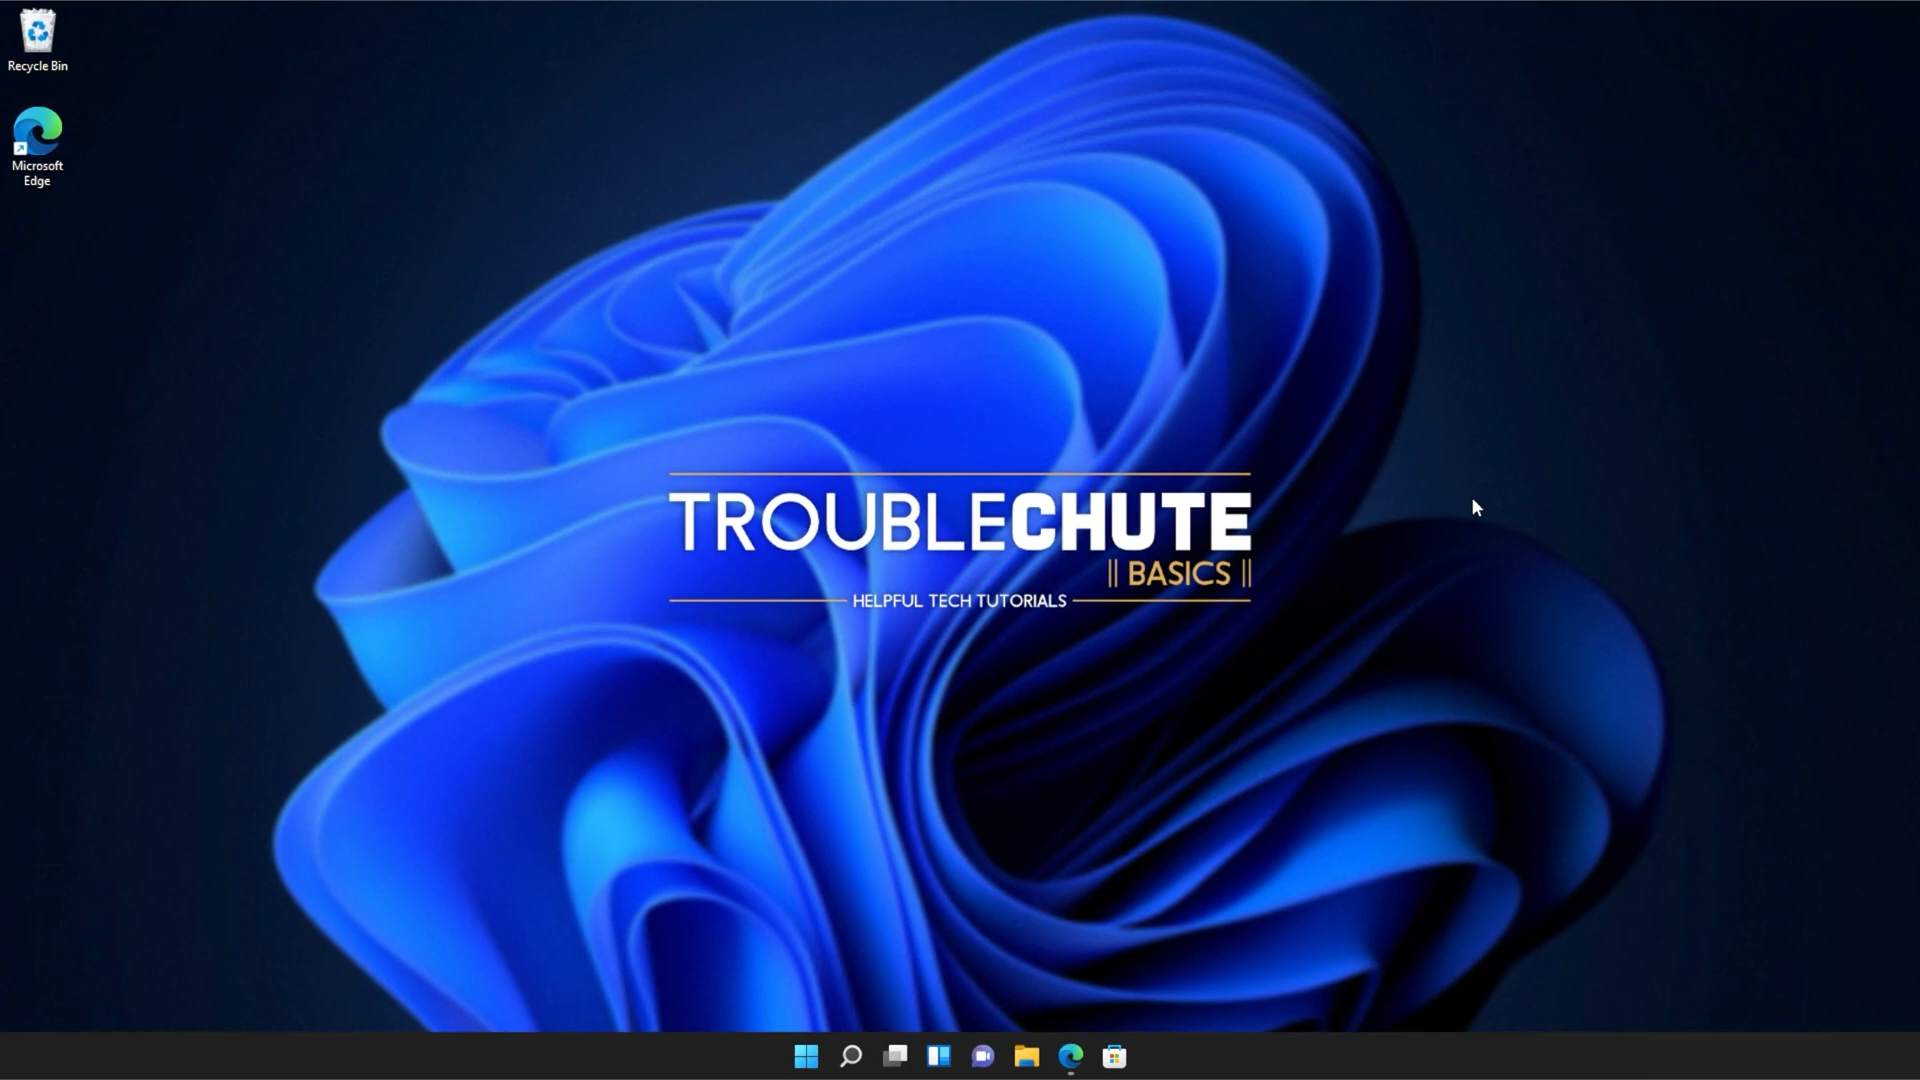 Recycle Bin
Microsoft
Edge
TROUBLECHUTE
|| BASICS ||
HELPFUL TECH TUTORIALS